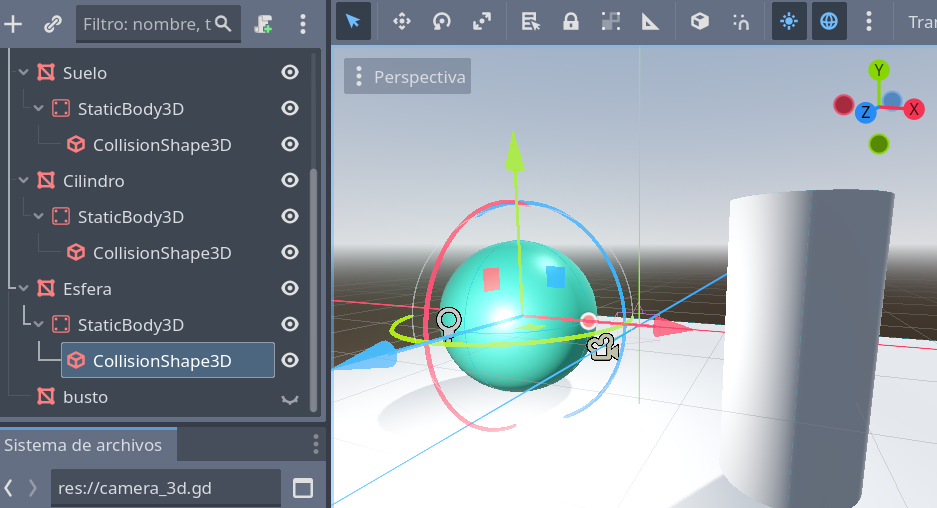 Filtro: nombre, t
Suelo
StaticBody3D
CollisionShape3D
Cilindro
StaticBody3D
CollisionShape3D
Esfera
StaticBody3D
CollisionShape3D
busto
Sistema de archivos
res://camera_3d.gd
Tran
Perspectiva
Y
X
Z